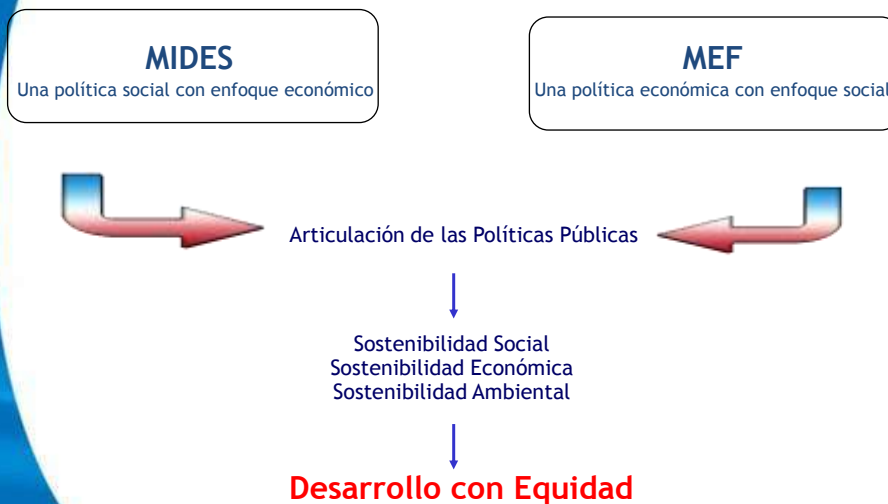 MIDES
Una política social con enfoque económico
MEF
Una política económica con enfoque social
Articulación de las Políticas Públicas
Sostenibilidad Social
Sostenibilidad Económica
Sostenibilidad Ambiental
Desarrollo con Equidad